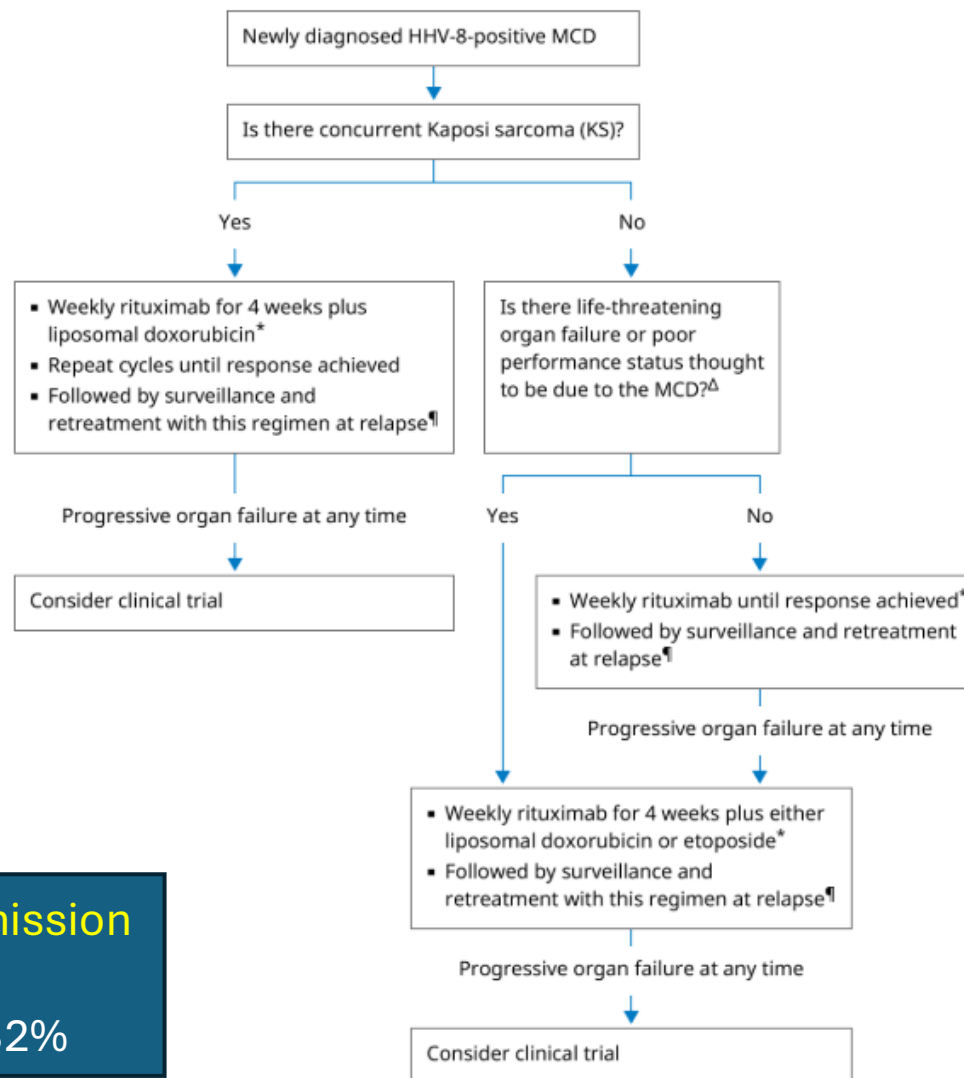 Newly diagnosed HHV-8-positive MCD
Is there concurrent Kaposi sarcoma (KS)?
Yes
No
▪ Weekly rituximab for 4 weeks plus
liposomal doxorubicin*
▪ Repeat cycles until response achieved
▪ Followed by surveillance and
retreatment with this regimen at relapse¶
Is there life-threatening
organ failure or poor
performance status thought
to be due to the MCD?Δ
Progressive organ failure at any time
Yes
No
Consider clinical trial
▪ Weekly rituximab until response achieved*
▪ Followed by surveillance and retreatment
at relapse¶
Progressive organ failure at any time
▪ Weekly rituximab for 4 weeks plus either
liposomal doxorubicin or etoposide*
▪ Followed by surveillance and
retreatment with this regimen at relapse¶
Progressive organ failure at any time
Consider clinical trial
mission
2%